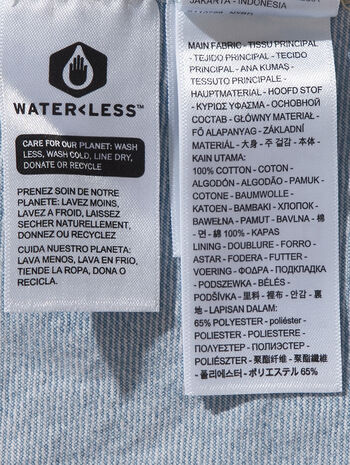 WATER<LESS™
CARE FOR OUR PLANET: WASH
LESS, WASH COLD, LINE DRY,
DONATE OR RECYCLE
PRENEZ SOIN DE NOTRE
PLANETE: LAVEZ MOINS,
LAVEZ A FROID, LAISSEZ
SECHER NATURELLEMENT,
DONNEZ OU RECYCLEZ
CUIDA NUESTRO PLANETA:
LAVA MENOS, LAVA EN FRIO,
TIENDE LA ROPA, DONA O
RECICLA.
JAKARTA - INDONESIA
MAIN FABRIC - TISSU PRINCIPAL
- TEJIDO PRINCIPAL - TECIDO
PRINCIPAL - ANA KUMAŞ -
TESSUTO PRINCIPALE -
HAUPTMATERIAL - HOOFD STOF
- ΚΥΡΙΩΣ ΥΦΑΣΜΑ - ОСНОВНОЙ
СОСТАВ - GŁÓWNY MATERIAŁ -
FŐ ALAPANYAG - ZÁKLADNÍ
MATERIÁL - 大身 - 주 겉감 - 本体 -
KAIN UTAMA:
100% COTTON - COTON -
ALGODÓN - ALGODÃO - PAMUK -
COTONE - BAUMWOLLE -
KATOEN - ΒΑΜΒΑΚΙ - ХЛОПОК -
BAWEŁNA - PAMUT - BAVLNA - 棉
- 면 - 綿 100% - KAPAS
LINING - DOUBLURE - FORRO -
ASTAR - FODERA - FUTTER -
VOERING - ΦΟΔΡΑ - ПОДКЛАДКА
- PODSZEWKA - BÉLÉS -
PODŠÍVKA - 里料 - 裡布 - 안감 - 裏
地 - LAPISAN DALAM:
65% POLYESTER - poliéster -
POLIESTER - POLIESTERE -
ΠΟΛΥΕΣΤΕΡ - ПОЛИЭСТЕР -
POLIÉSZTER - 聚酯纤维 - 聚酯纖維
- 폴리에스터 - ポリエステル 65%